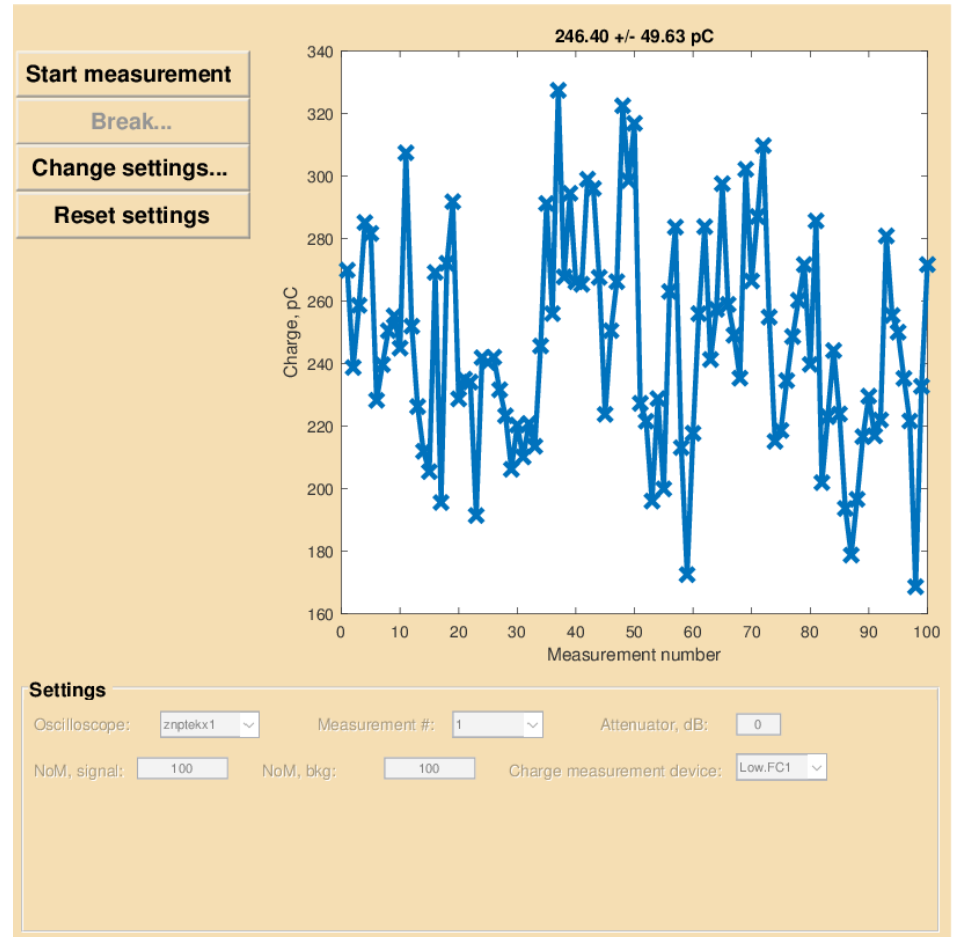 246.40 +/- 49.63 pC
Start measurement
Break...
Change settings...
Reset settings
340
320
300
280
260
240
220
200
180
160
Charge, pC
0 10 20 30 40 50 60 70 80 90 100
Measurement number
Settings
Oscilloscope: znptekx1 Measurement #: 1 Attenuator, dB: 0
NoM, signal: 100 NoM, bkg: 100 Charge measurement device: Low.FC1